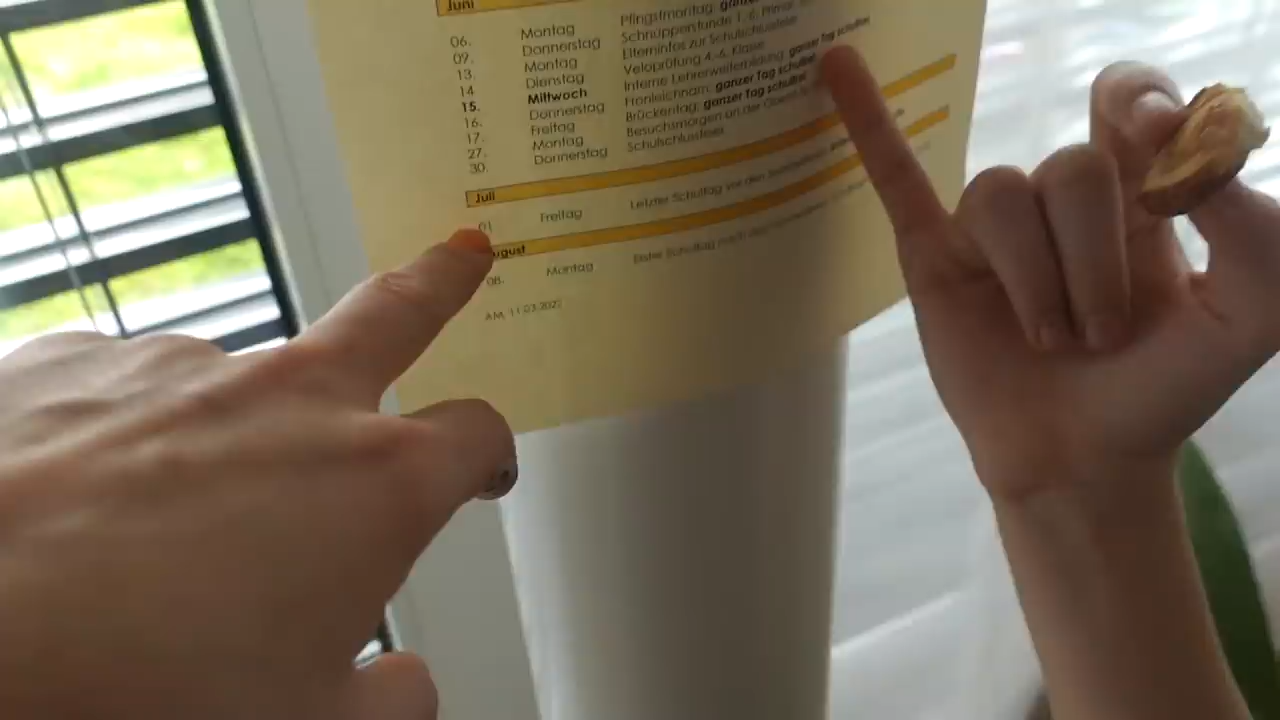 Juni
06. Montag Pfingstmontag: ganzer
09. Donnerstag Schnupperstunde 1.-6. Primar
13. Montag Elterninfos zur Schulschlussfeier
14 Dienstag Veloprüfung 4.-6. Klasse
15. Mittwoch Interne Lehrerweiterbildung: ganzer Tag schulfrei
16. Donnerstag Fronleichnam: ganzer Tag schulfrei
17. Freitag Brückentag: ganzer Tag schulfrei
27. Montag Besuchsmorgen an der
30. Donnerstag Schulschlussfeier
Juli
01 Freitag Letzter Schultag vor den
ugust
08. Montag Erster Schultag nach den
AM, 11.03.2022